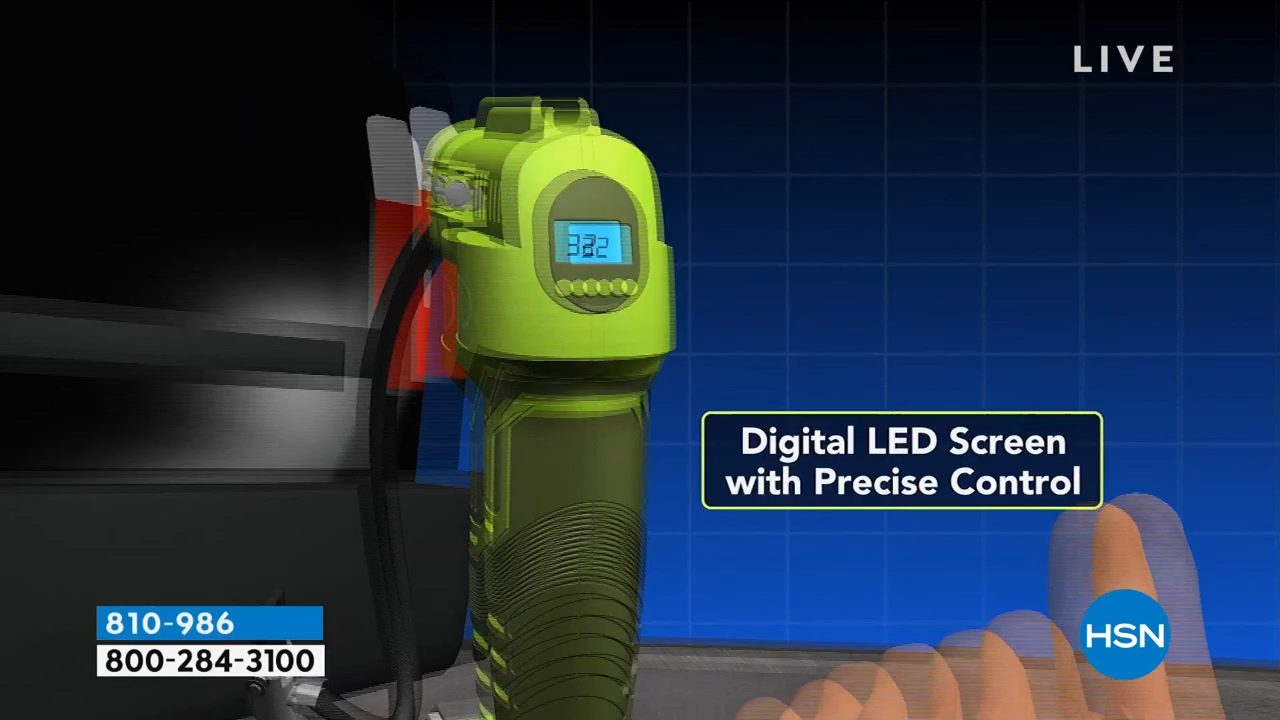 LIVE
Digital LED Screen
with Precise Control
810-986
800-284-3100
HSN